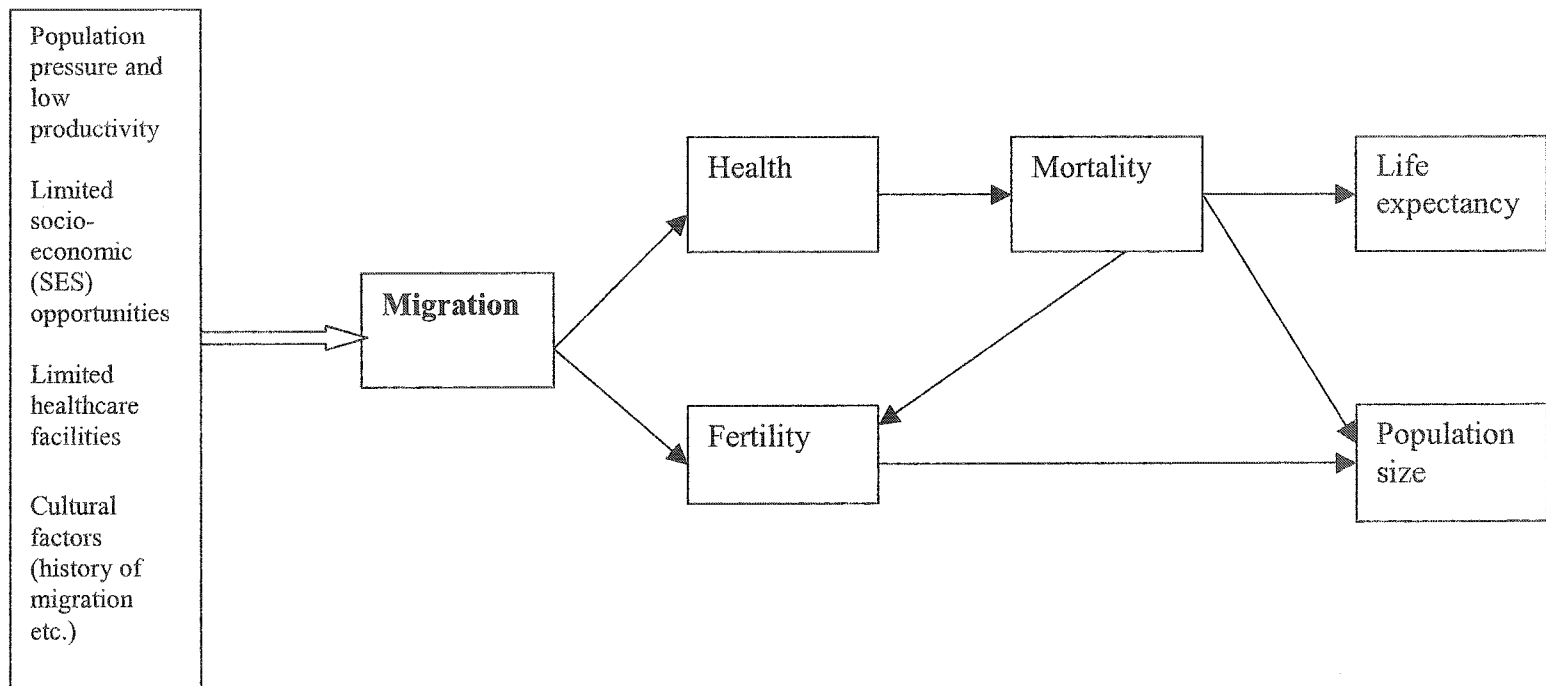 Population
pressure and
low
productivity
Limited
socio-
economic
(SES)
opportunities
Limited
healthcare
facilities
Cultural
factors
(history of
migration
etc.)
Migration
Health
Fertility
Mortality
Life
expectancy
Population
size